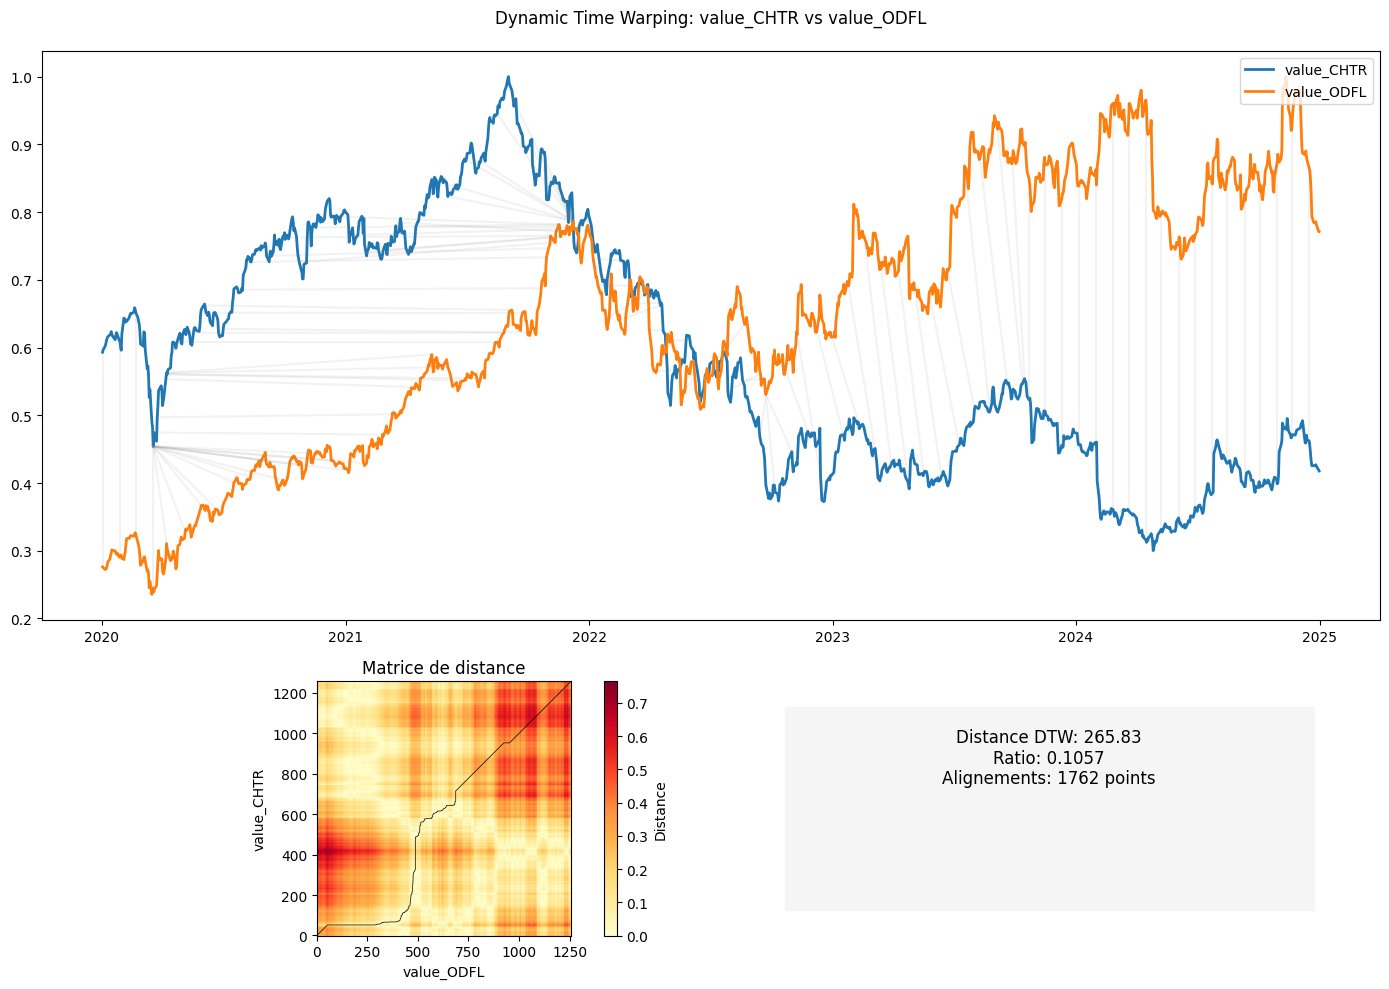 Dynamic Time Warping: value_CHTR vs value_ODFL
1.0
0.9
0.8
0.7
0.6
0.5
0.4
0.3
0.2
value_CHTR
value_ODFL
2020 2021 2022 2023 2024 2025
Matrice de distance
value_CHTR
1200
1000
800
600
400
200
0
0 250 500 750 1000 1250
value_ODFL
0.7
0.6
0.5
0.4
0.3
0.2
0.1
0.0
Distance
Distance DTW: 265.83
Ratio: 0.1057
Alignements: 1762 points